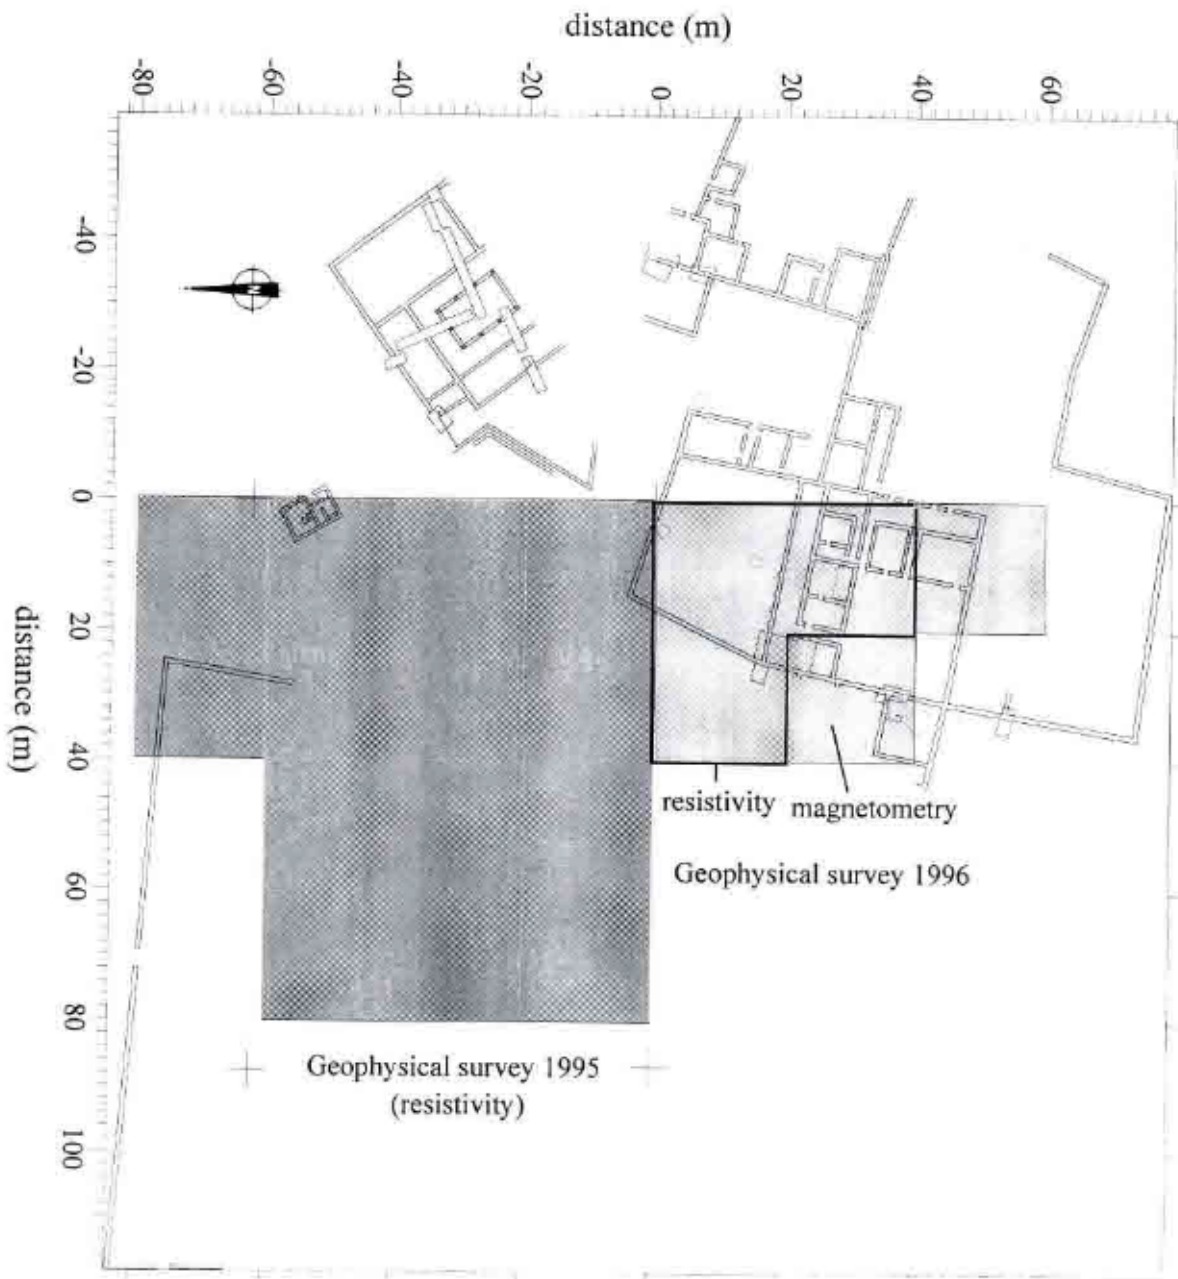 distance (m)
-80 -60 -40 -20 0 20 40 60
-40
-20
0
20
40
60
80
100
distance (m)
N
resistivity magnetometry
Geophysical survey 1996
Geophysical survey 1995
(resistivity)